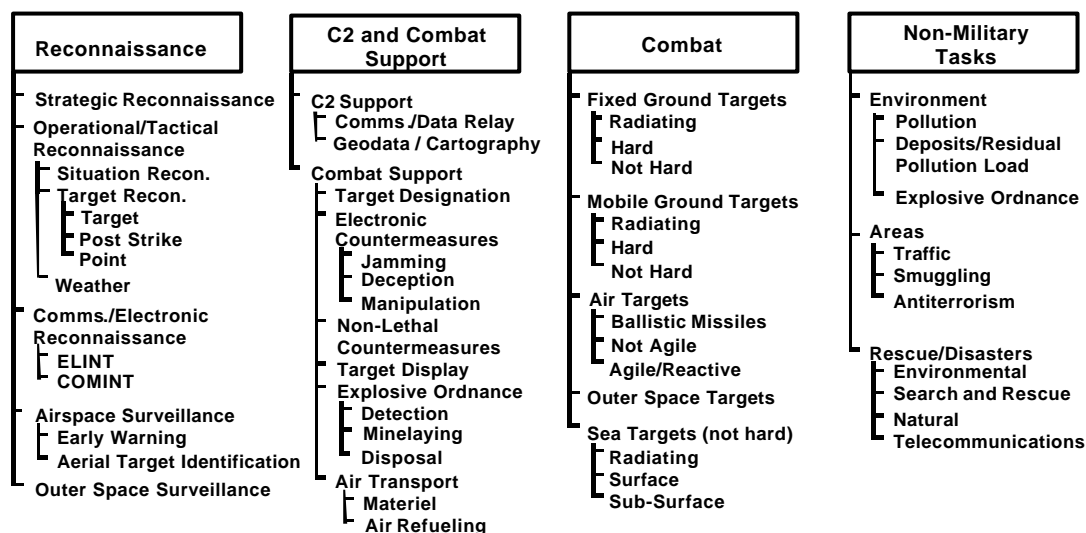 Reconnaissance
Strategic Reconnaissance
Operational/Tactical
Reconnaissance
Situation Recon.
Target Recon.
Target
Post Strike
Point
Weather
Comms./Electronic
Reconnaissance
ELINT
COMINT
Airspace Surveillance
Early Warning
Aerial Target Identification
Outer Space Surveillance
C2 and Combat
Support
C2 Support
Comms./Data Relay
Geodata / Cartography
Combat Support
Target Designation
Electronic
Countermeasures
Jamming
Deception
Manipulation
Non-Lethal
Countermeasures
Target Display
Explosive Ordnance
Detection
Minelaying
Disposal
Air Transport
Materiel
Air Refueling
Combat
Fixed Ground Targets
Radiating
Hard
Not Hard
Mobile Ground Targets
Radiating
Hard
Not Hard
Air Targets
Ballistic Missiles
Not Agile
Agile/Reactive
Outer Space Targets
Sea Targets (not hard)
Radiating
Surface
Sub-Surface
Non-Military
Tasks
Environment
Pollution
Deposits/Residual
Pollution Load
Explosive Ordnance
Areas
Traffic
Smuggling
Antiterrorism
Rescue/Disasters
Environmental
Search and Rescue
Natural
Telecommunications